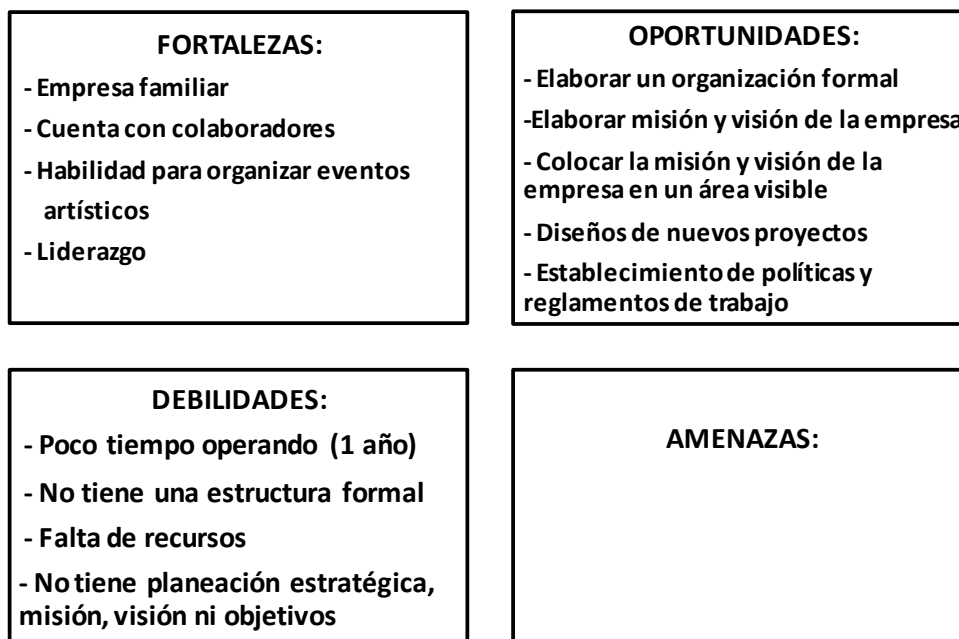 FORTALEZAS:
- Empresa familiar
- Cuenta con colaboradores
- Habilidad para organizar eventos
artísticos
- Liderazgo
OPORTUNIDADES:
- Elaborar un organización formal
-Elaborar misión y visión de la empresa
- Colocar la misión y visión de la
empresa en un área visible
- Diseños de nuevos proyectos
- Establecimiento de políticas y
reglamentos de trabajo
DEBILIDADES:
- Poco tiempo operando (1 año)
- No tiene una estructura formal
- Falta de recursos
- No tiene planeación estratégica,
misión, visión ni objetivos
AMENAZAS: